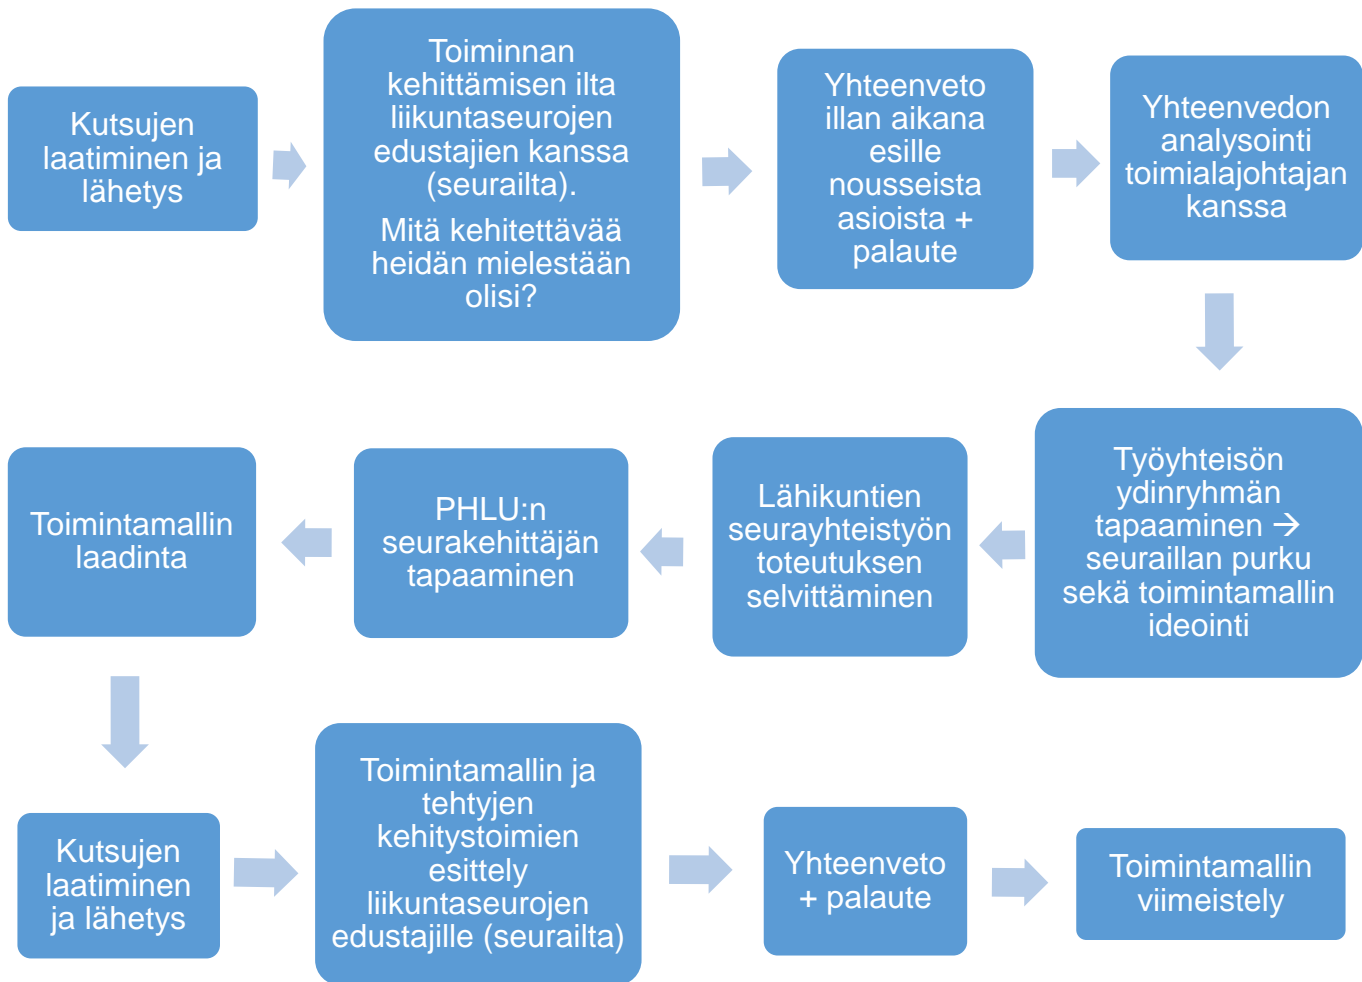 Kutsujen
laatiminen ja
lähetys
Toiminnan
kehittämisen ilta
liikuntaseurojen
edustajien kanssa
(seurailta).
Mitä kehitettävää
heidän mielestään
olisi?
Yhteenveto
illan aikana
esille
nousseista
asioista +
palaute
Yhteenvedon
analysointi
toimialajohtajan
kanssa
Työyhteisön
ydinryhmän
tapaaminen →
seuraillan purku
sekä toimintamallin
ideointi
Lähikuntien
seurayhteistyön
toteutuksen
selvittäminen
PHLU:n
seurakehittäjän
tapaaminen
Toimintamallin
laadinta
Kutsujen
laatiminen
ja lähetys
Toimintamallin ja
tehtyjen
kehitystoimien
esittely
liikuntaseurojen
edustajille (seurailta)
Yhteenveto
+ palaute
Toimintamallin
viimeistely